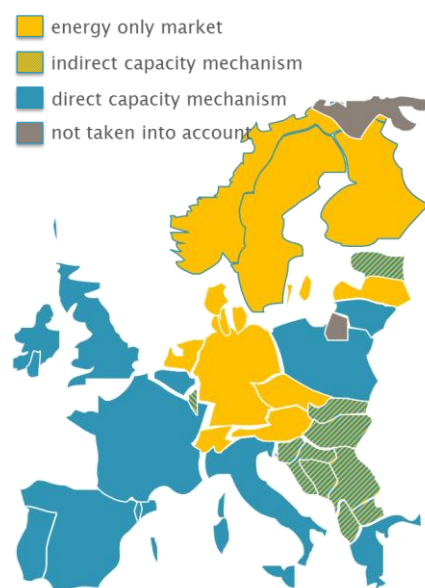 energy only market
indirect capacity mechanism
direct capacity mechanism
not taken into account